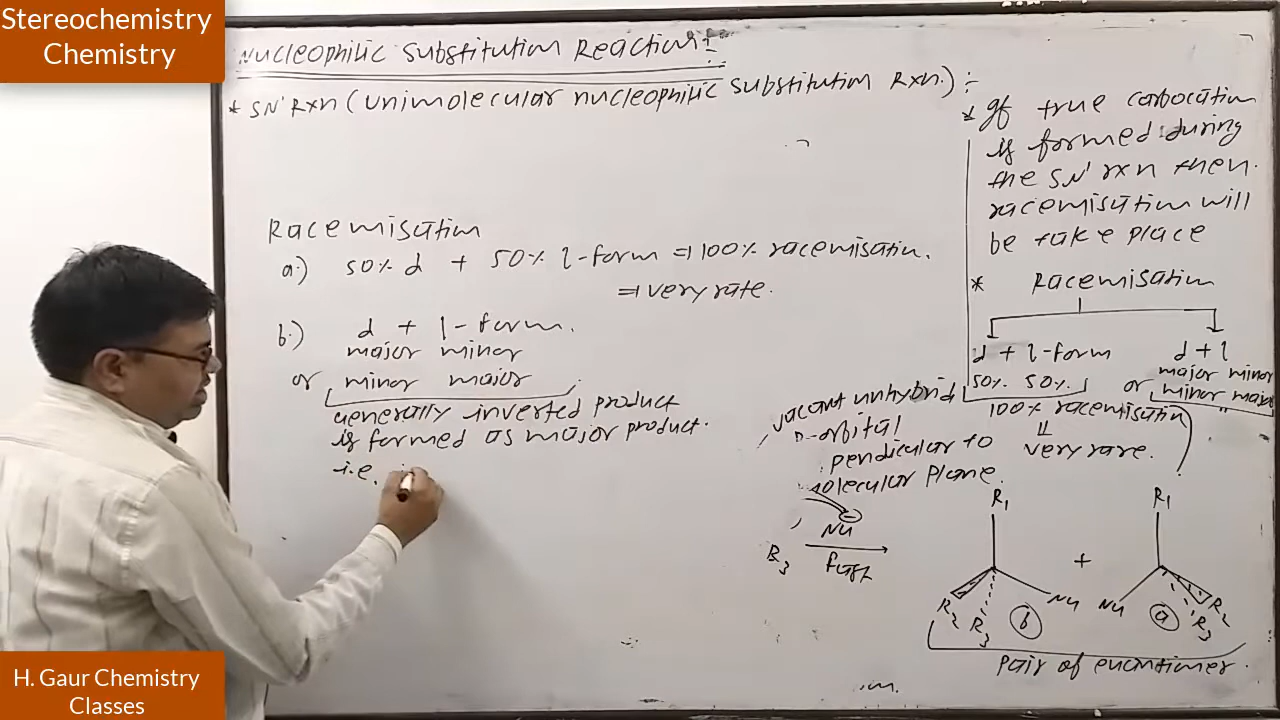 Stereochemistry
Chemistry
Nucleophilic Substitution Reaction:-
* SN¹ Rxn (Unimolecular nucleophilic substitution Rxn.) :-
Racemisation
a.) 50% d + 50% l-form ⇒ 100% racemisation.
⇒ very rate.
b.) d + l-form.
major minor
or minor major
Generally inverted product
is formed as major product.
i.e.
* If true carbocation
is formed during
the SN¹ rxn then
racemisation will
be take place
* Racemisation
d + l-form d + l
50% 50% major minor
or minor major
100% racemisation
⇓
very rare.
vacant unhybrid
p-orbital
pendicular to
molecular plane.
R₃ Nu ⊖
fast
R₁ R₁
+
R₂ R₃ Nu Nu R₂ R₃
b a
pair of enantiomer.
H. Gaur Chemistry
Classes